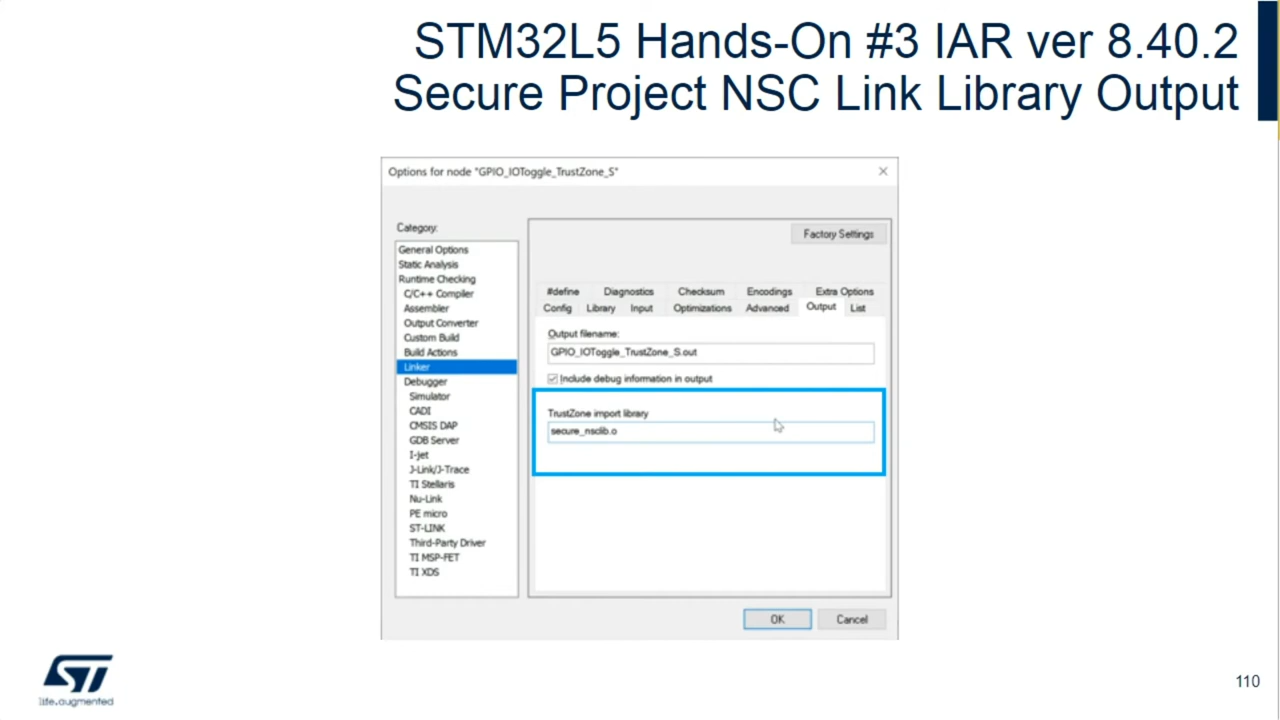 STM32L5 Hands-On #3 IAR ver 8.40.2
Secure Project NSC Link Library Output
Options for node "GPIO_IOToggle_TrustZone_S"
Category:
General Options
Static Analysis
Runtime Checking
C/C++ Compiler
Assembler
Output Converter
Custom Build
Build Actions
Linker
Debugger
Simulator
CADI
CMSIS DAP
GDB Server
I-jet
J-Link/J-Trace
TI Stellaris
Nu-Link
PE micro
ST-LINK
Third-Party Driver
TI MSP-FET
TI XDS
Factory Settings
#define Diagnostics Checksum Encodings Extra Options
Config Library Input Optimizations Advanced Output List
Output filename:
GPIO_IOToggle_TrustZone_S.out
Include debug information in output
TrustZone import library
secure_nsclib.o
OK Cancel
ST
life.augmented
110